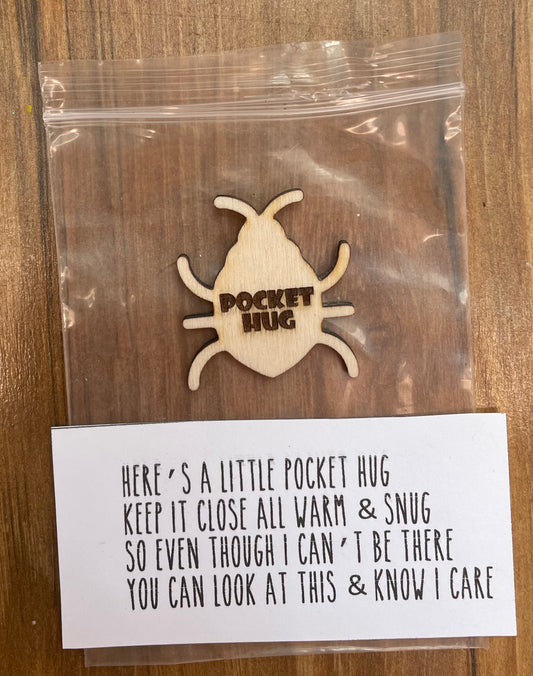 POCKET
HUG
HERE'S A LITTLE POCKET HUG
KEEP IT CLOSE ALL WARM & SNUG
SO EVEN THOUGH I CAN'T BE THERE
YOU CAN LOOK AT THIS & KNOW I CARE